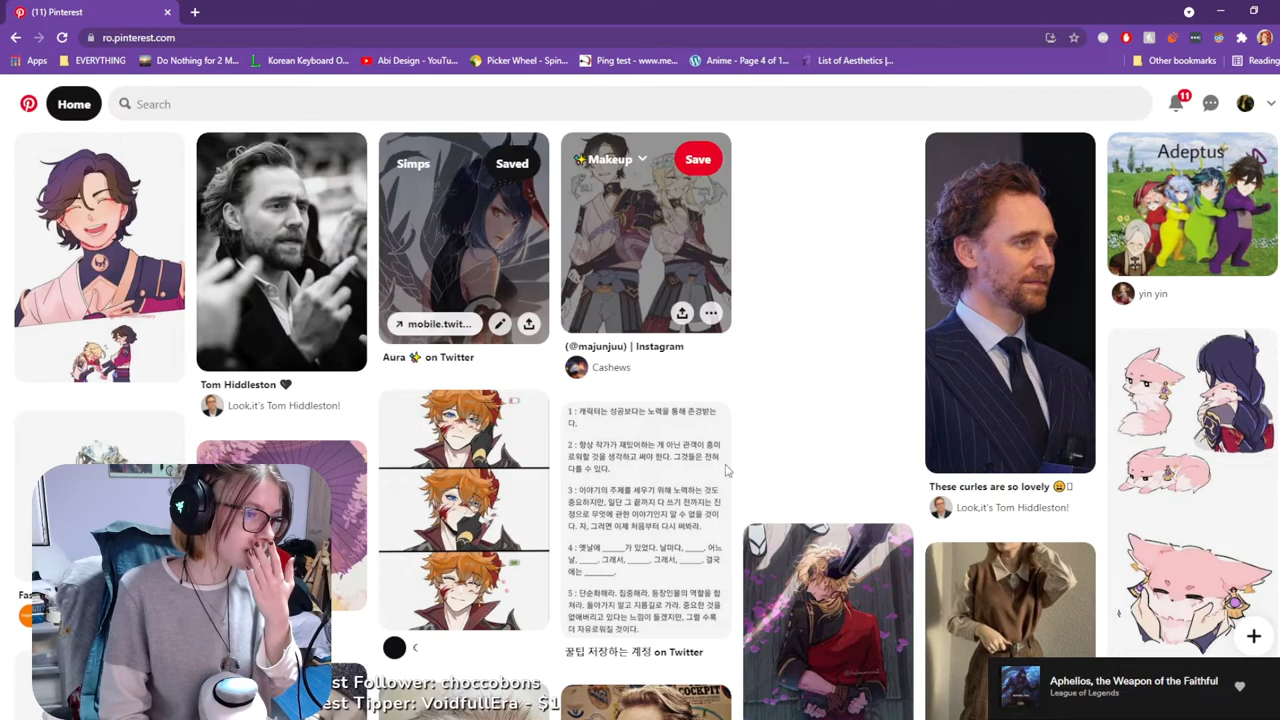 (11) Pinterest
ro.pinterest.com
Apps
EVERYTHING
Do Nothing for 2 M...
Korean Keyboard O...
Abi Design - YouTu...
Picker Wheel - Spin...
Ping test - www.me...
Anime - Page 4 of 1...
List of Aesthetics |...
Other bookmarks
Reading
Home
Search
11
Simps
Saved
✨ Makeup
Save
Adeptus
mobile.twit...
yin yin
(@majunjuu) | Instagram
Aura ✨ on Twitter
Cashews
Tom Hiddleston 🖤
Look,it's Tom Hiddleston!
1 : 캐릭터는 성공보다는 노력을 통해 존경받는
다.
2 : 항상 작가가 재밌어하는 게 아닌 관객이 흥미
로워할 것을 생각하고 써야 한다. 그것들은 전혀
다를 수 있다.
3 : 이야기의 주제를 세우기 위해 노력하는 것도
중요하지만, 일단 그 끝까지 다 쓰기 전까지는 진
정으로 무엇에 관한 이야기인지 알 수 없을 것이
다. 자, 그러면 이제 처음부터 다시 써봐라.
4 : 옛날에 ______가 있었다. 날마다, _____. 어느
날, _____. 그래서, ______. 그래서, ______. 결국
에는 ________.
5 : 단순화해라. 집중해라. 등장인물의 역할을 합
쳐라. 돌아가지 말고 지름길로 가라. 중요한 것을
없애버리고 있다는 느낌이 들겠지만, 그럴 수록
더 자유로워질 것이다.
꿀팁 저장하는 계정 on Twitter
These curles are so lovely 😩
Look,it's Tom Hiddleston!
COCKPIT
Aphelios, the Weapon of the Faithful
League of Legends
st Follower: choccobons
est Tipper: VoidfullEra - $1